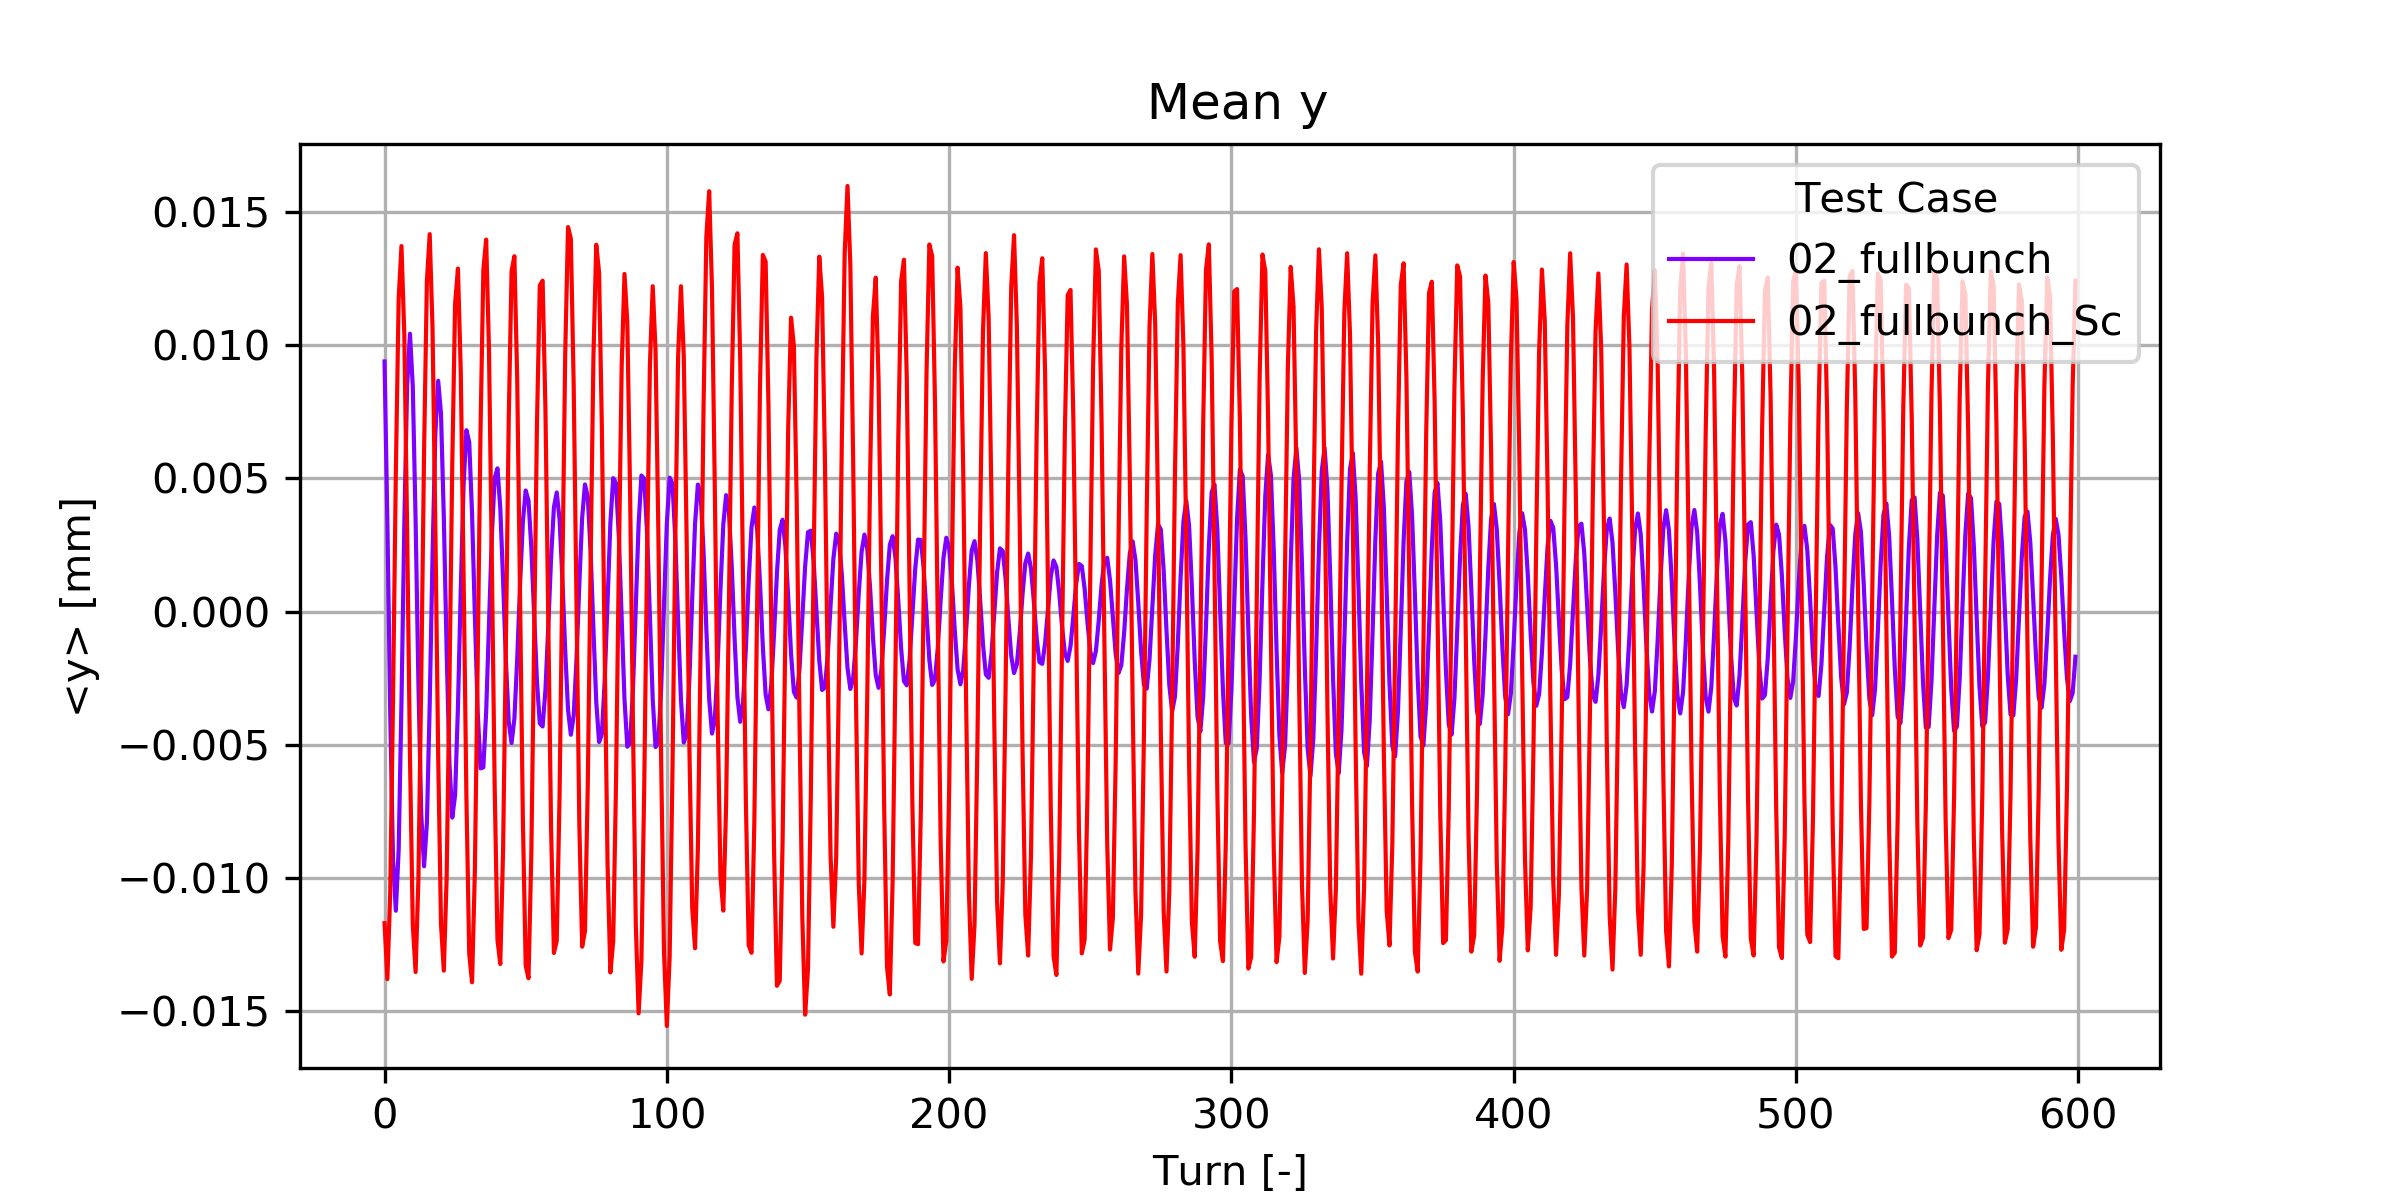 Mean y
0.015
0.010
0.005
0.000
−0.005
−0.010
−0.015
<y> [mm]
Test Case
02_fullbunch
02_fullbunch_Sc
0 100 200 300 400 500 600
Turn [-]